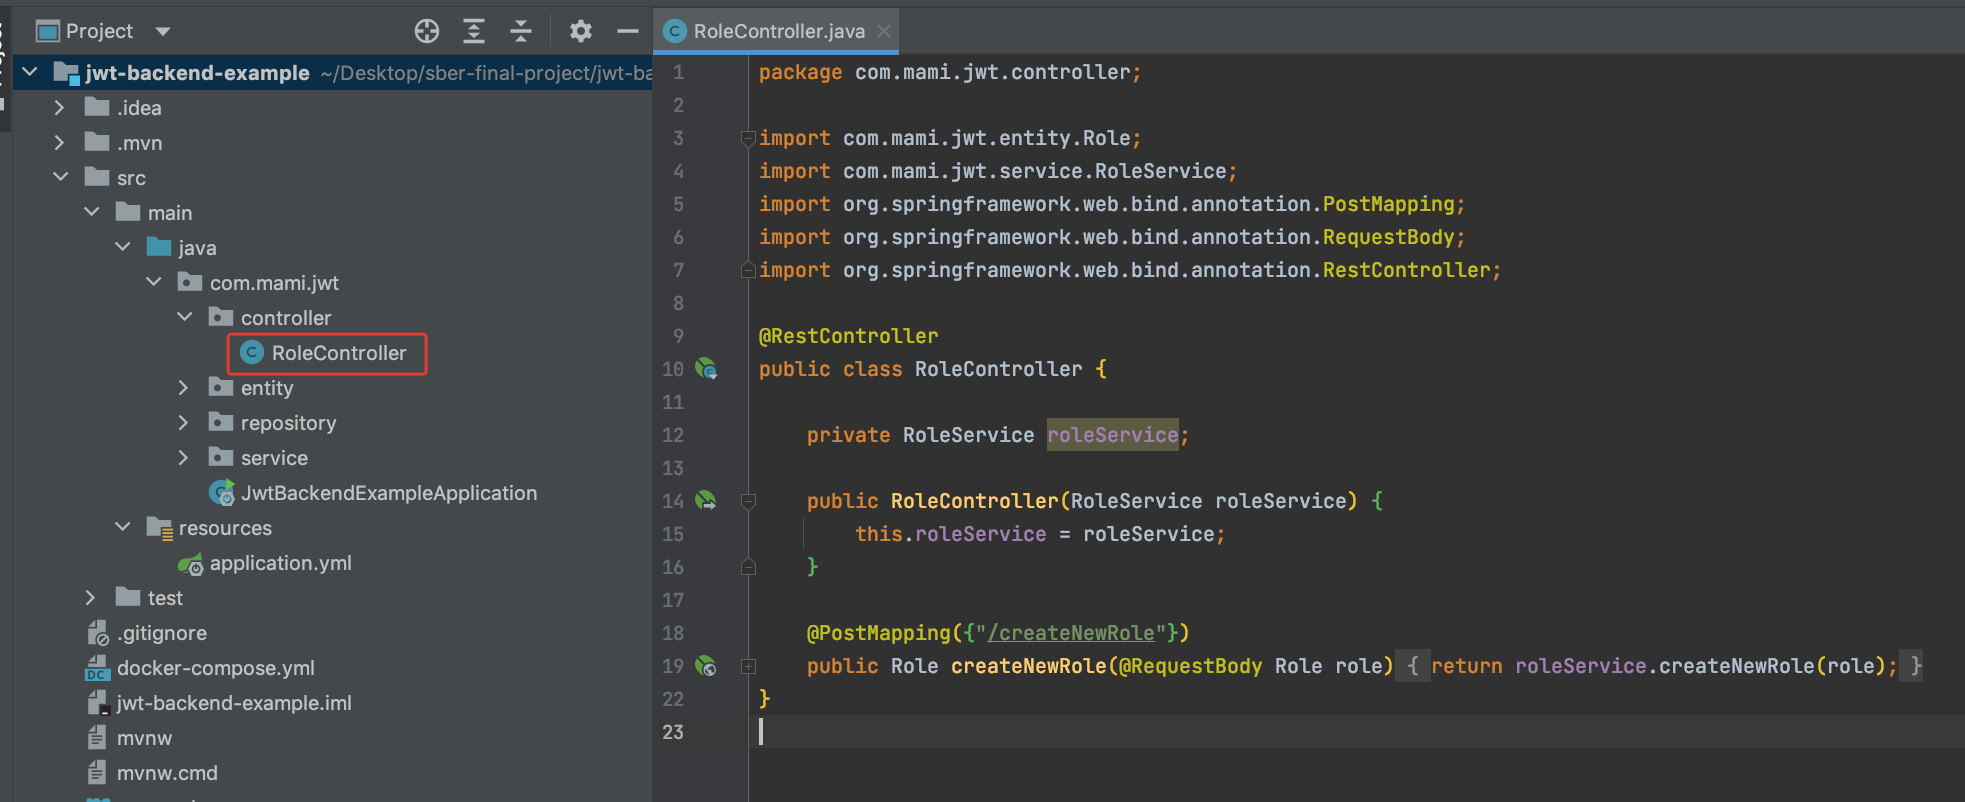 Project
jwt-backend-example ~/Desktop/sber-final-project/jwt-ba
.idea
.mvn
src
main
java
com.mami.jwt
controller
RoleController
entity
repository
service
JwtBackendExampleApplication
resources
application.yml
test
.gitignore
docker-compose.yml
jwt-backend-example.iml
mvnw
mvnw.cmd
RoleController.java
1 package com.mami.jwt.controller;
2
3 import com.mami.jwt.entity.Role;
4 import com.mami.jwt.service.RoleService;
5 import org.springframework.web.bind.annotation.PostMapping;
6 import org.springframework.web.bind.annotation.RequestBody;
7 import org.springframework.web.bind.annotation.RestController;
8
9 @RestController
10 public class RoleController {
11
12 private RoleService roleService;
13
14 public RoleController(RoleService roleService) {
15 this.roleService = roleService;
16 }
17
18 @PostMapping({"/createNewRole"})
19 public Role createNewRole(@RequestBody Role role) { return roleService.createNewRole(role); }
22 }
23